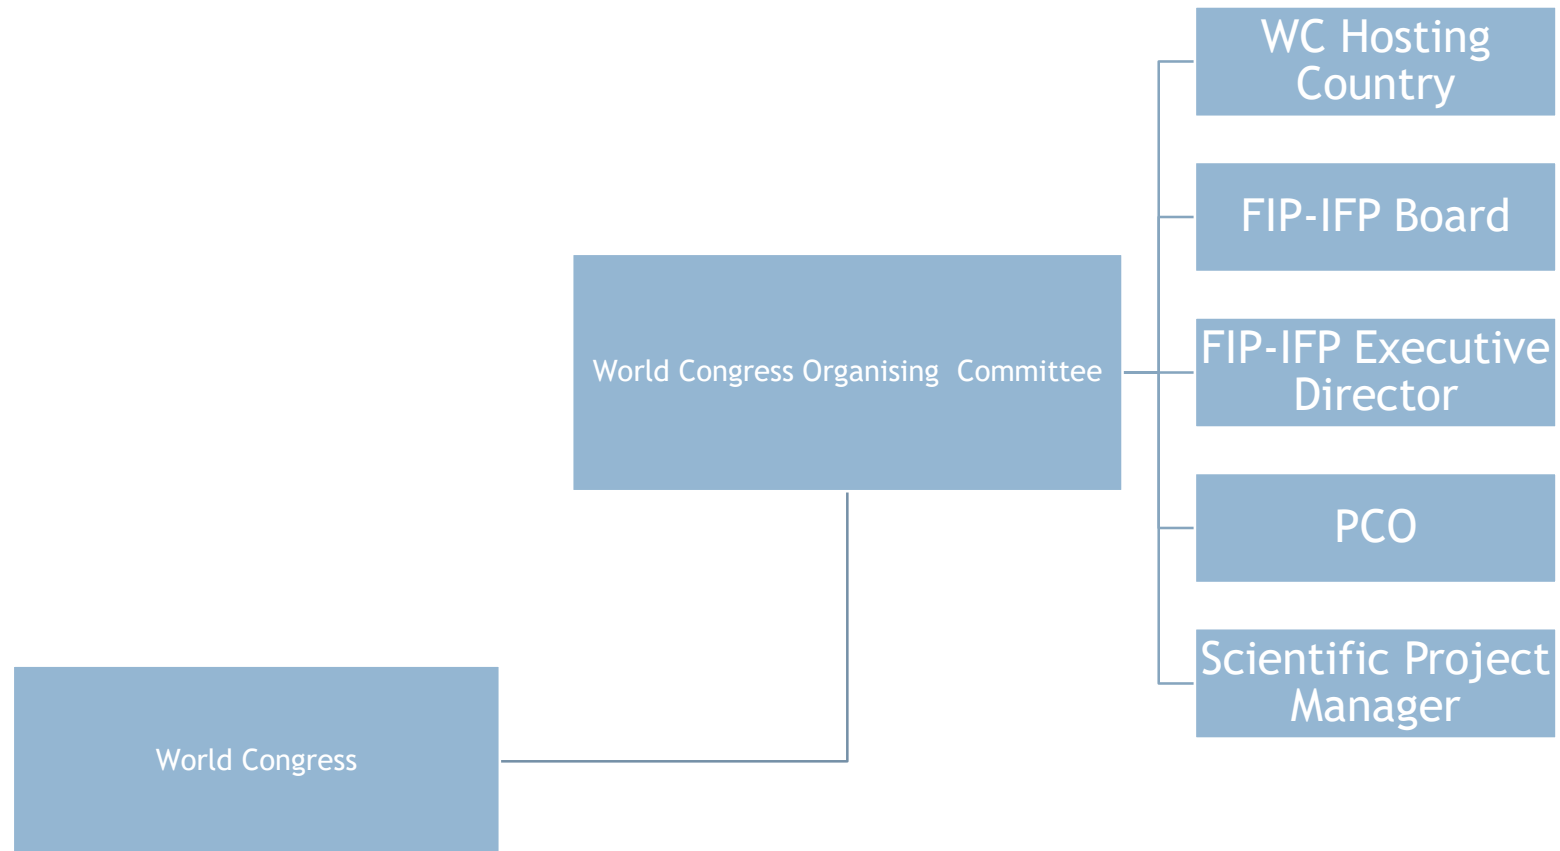 WC Hosting
Country
FIP-IFP Board
World Congress Organising  Committee
FIP-IFP Executive
Director
PCO
Scientific Project
Manager
World Congress